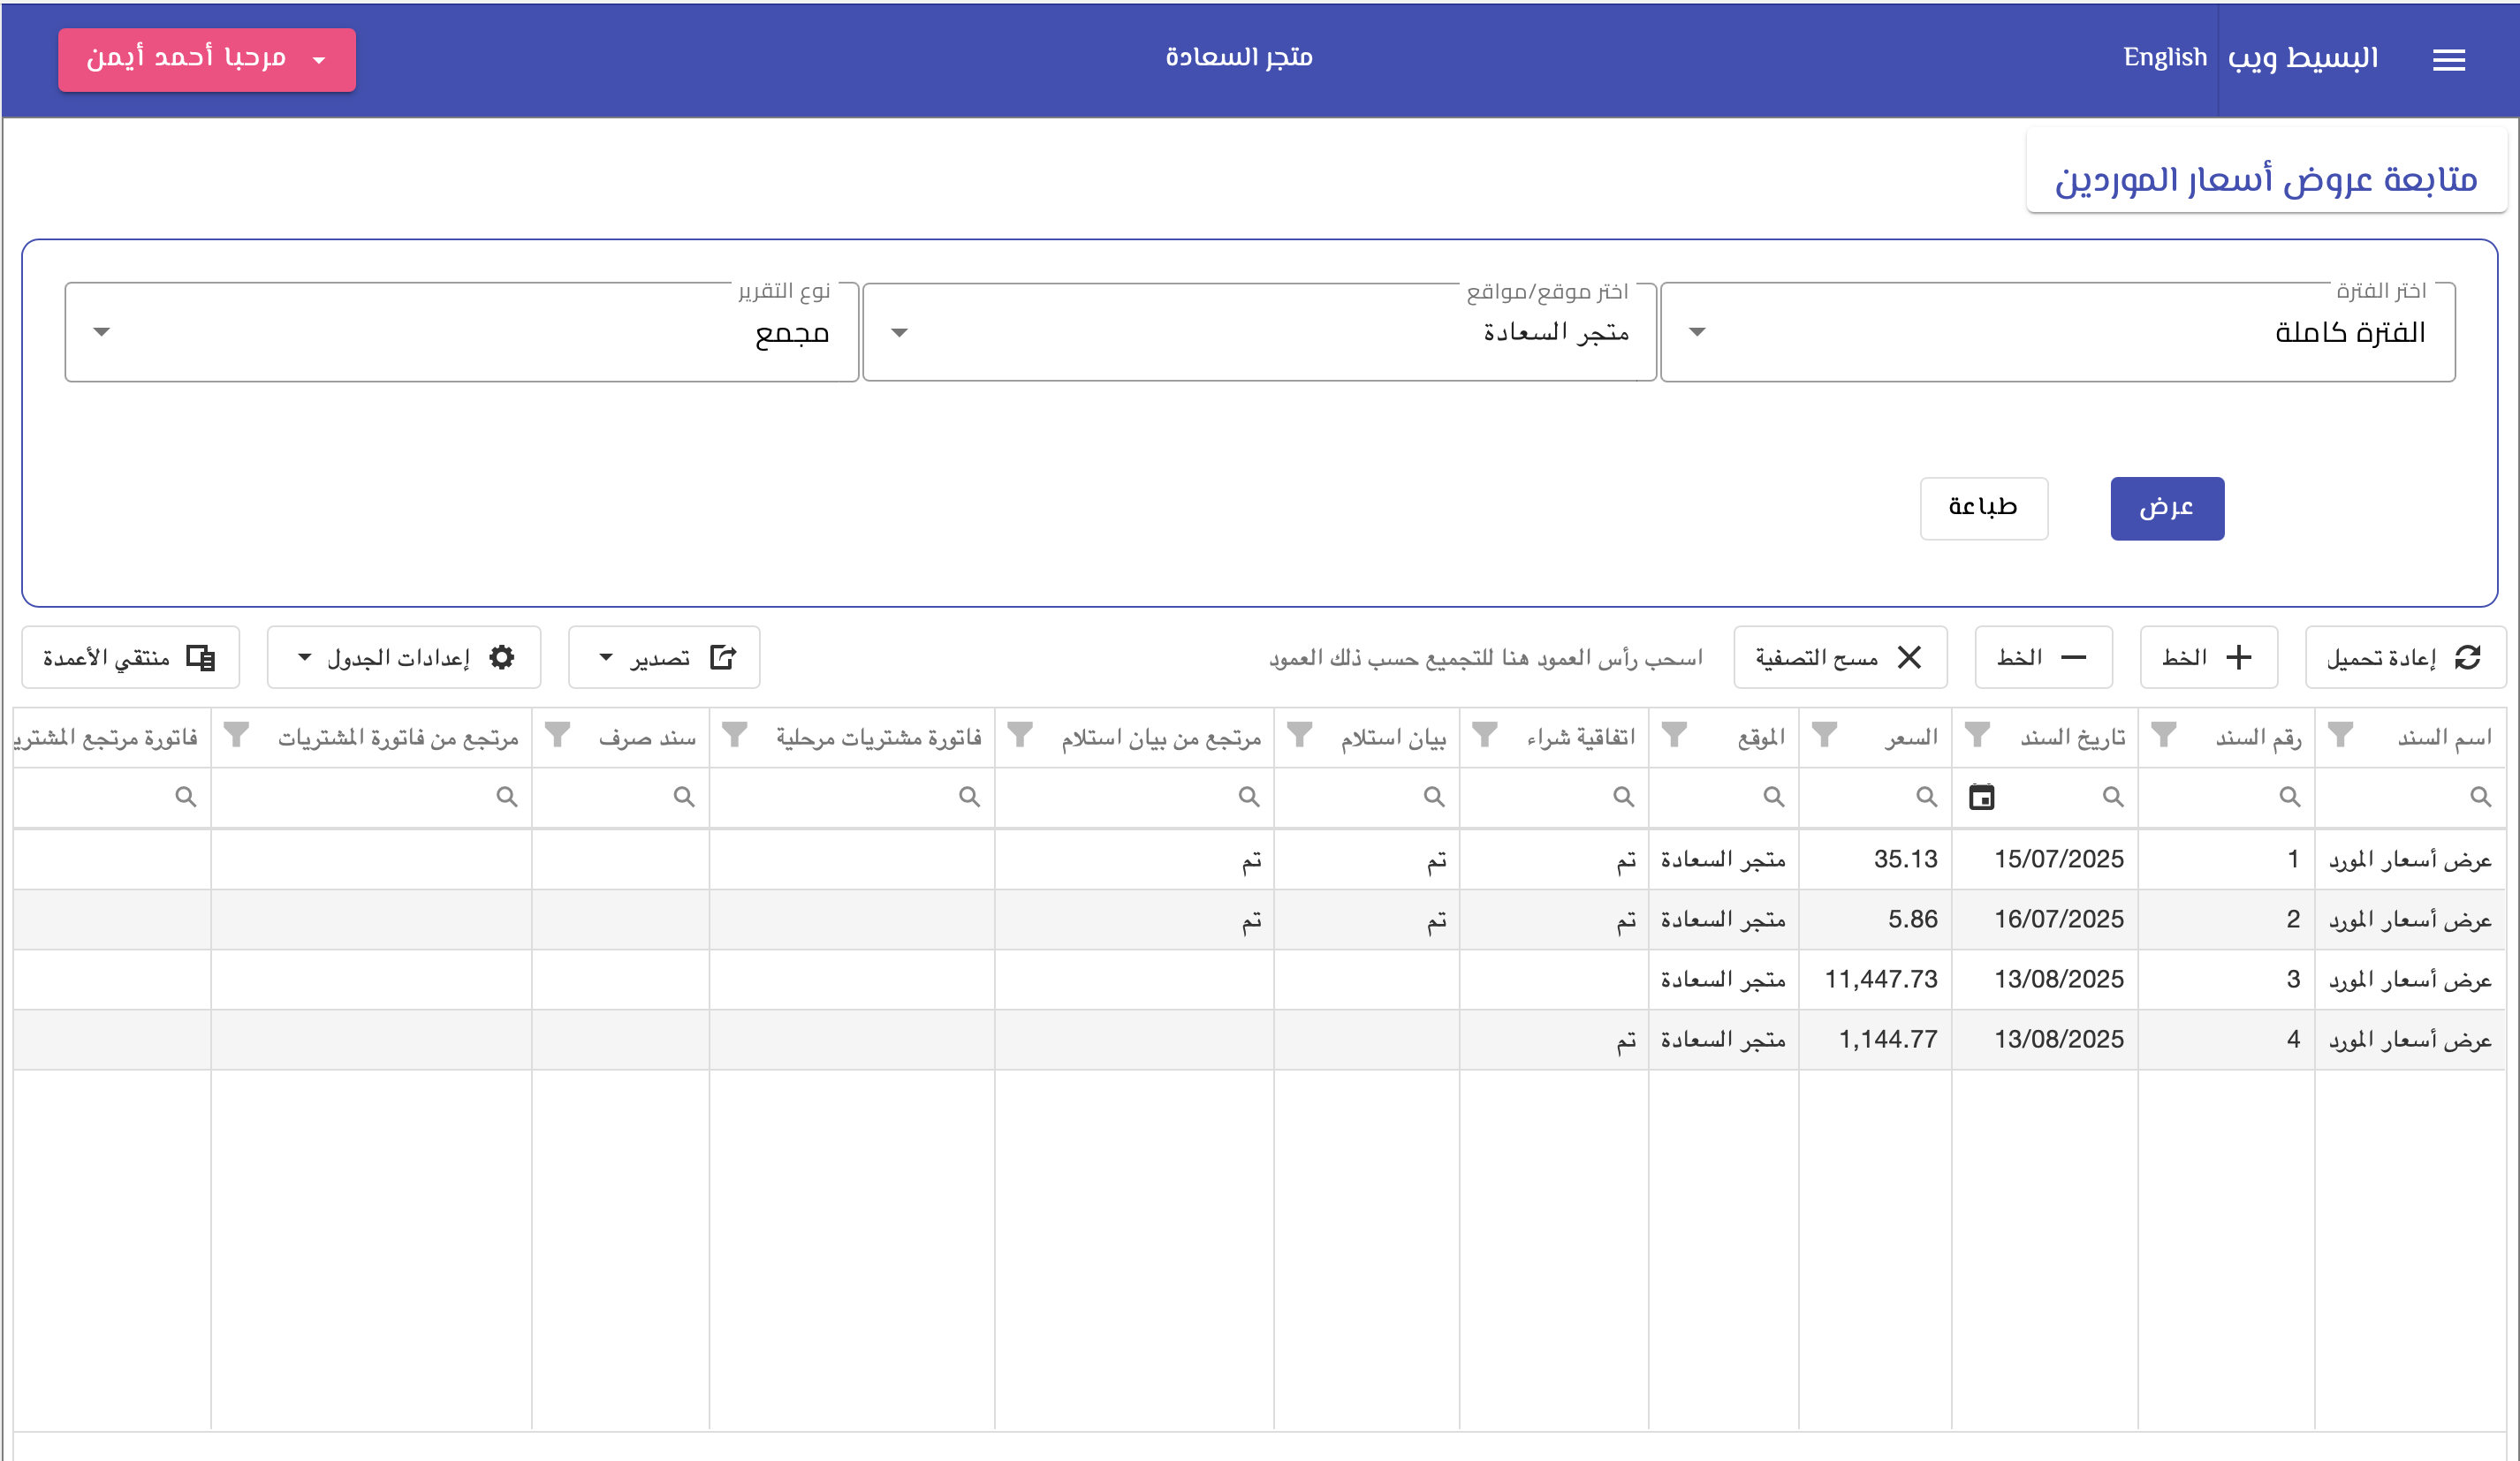 البسيط ويب English متجر السعادة مرحبا أحمد أيمن
متابعة عروض أسعار الموردين
اختر الفترة اختر موقع/مواقع نوع التقرير
الفترة كاملة متجر السعادة مجمع
عرض طباعة
إعادة تحميل الخط الخط مسح التصفية اسحب رأس العمود هنا للتجميع حسب ذلك العمود تصدير إعدادات الجدول منتقي الأعمدة
اسم السند رقم السند تاريخ السند السعر الموقع اتفاقية شراء بيان استلام مرتجع من بيان استلام فاتورة مشتريات مرحلية سند صرف مرتجع من فاتورة المشتريات فاتورة مرتجع المشتري
عرض أسعار المورد 1 15/07/2025 35.13 متجر السعادة تم تم تم
عرض أسعار المورد 2 16/07/2025 5.86 متجر السعادة تم تم تم
عرض أسعار المورد 3 13/08/2025 11,447.73 متجر السعادة
عرض أسعار المورد 4 13/08/2025 1,144.77 متجر السعادة تم